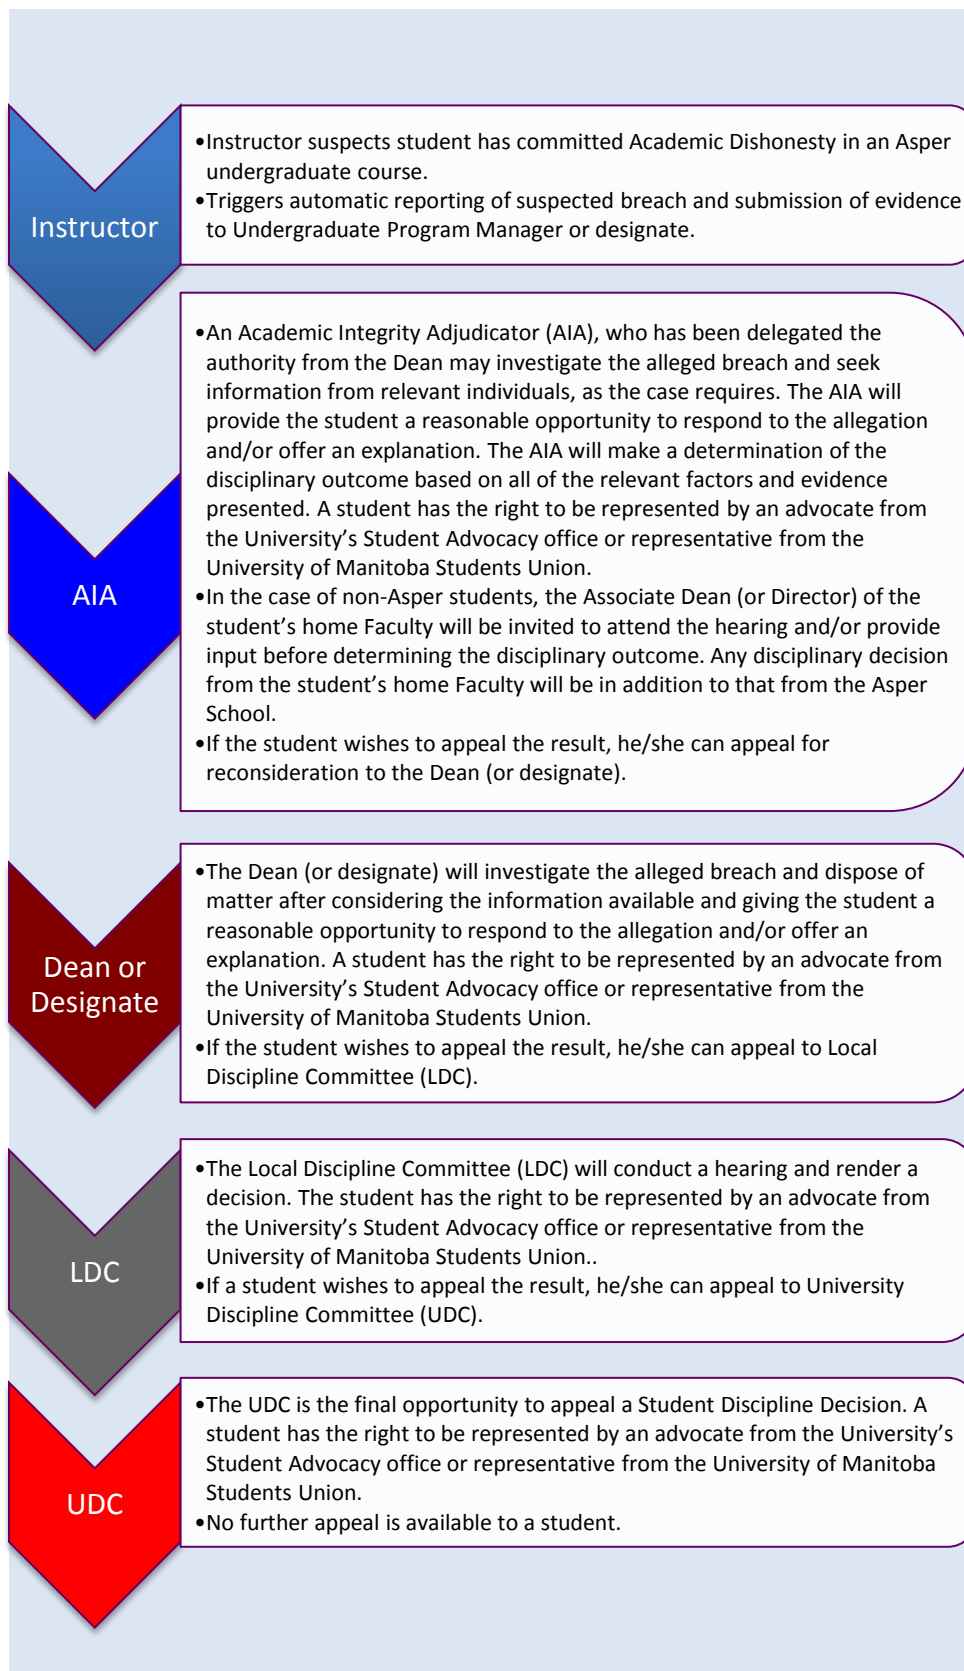 Instructor
•Instructor suspects student has committed Academic Dishonesty in an Asper
undergraduate course.
•Triggers automatic reporting of suspected breach and submission of evidence
to Undergraduate Program Manager or designate.
AIA
•An Academic Integrity Adjudicator (AIA), who has been delegated the
authority from the Dean may investigate the alleged breach and seek
information from relevant individuals, as the case requires. The AIA will
provide the student a reasonable opportunity to respond to the allegation
and/or offer an explanation. The AIA will make a determination of the
disciplinary outcome based on all of the relevant factors and evidence
presented. A student has the right to be represented by an advocate from
the University’s Student Advocacy office or representative from the
University of Manitoba Students Union.
•In the case of non-Asper students, the Associate Dean (or Director) of the
student’s home Faculty will be invited to attend the hearing and/or provide
input before determining the disciplinary outcome. Any disciplinary decision
from the student’s home Faculty will be in addition to that from the Asper
School.
•If the student wishes to appeal the result, he/she can appeal for
reconsideration to the Dean (or designate).
Dean or
Designate
•The Dean (or designate) will investigate the alleged breach and dispose of
matter after considering the information available and giving the student a
reasonable opportunity to respond to the allegation and/or offer an
explanation. A student has the right to be represented by an advocate from
the University’s Student Advocacy office or representative from the
University of Manitoba Students Union.
•If the student wishes to appeal the result, he/she can appeal to Local
Discipline Committee (LDC).
LDC
•The Local Discipline Committee (LDC) will conduct a hearing and render a
decision. The student has the right to be represented by an advocate from
the University’s Student Advocacy office or representative from the
University of Manitoba Students Union..
•If a student wishes to appeal the result, he/she can appeal to University
Discipline Committee (UDC).
UDC
•The UDC is the final opportunity to appeal a Student Discipline Decision. A
student has the right to be represented by an advocate from the University’s
Student Advocacy office or representative from the University of Manitoba
Students Union.
•No further appeal is available to a student.